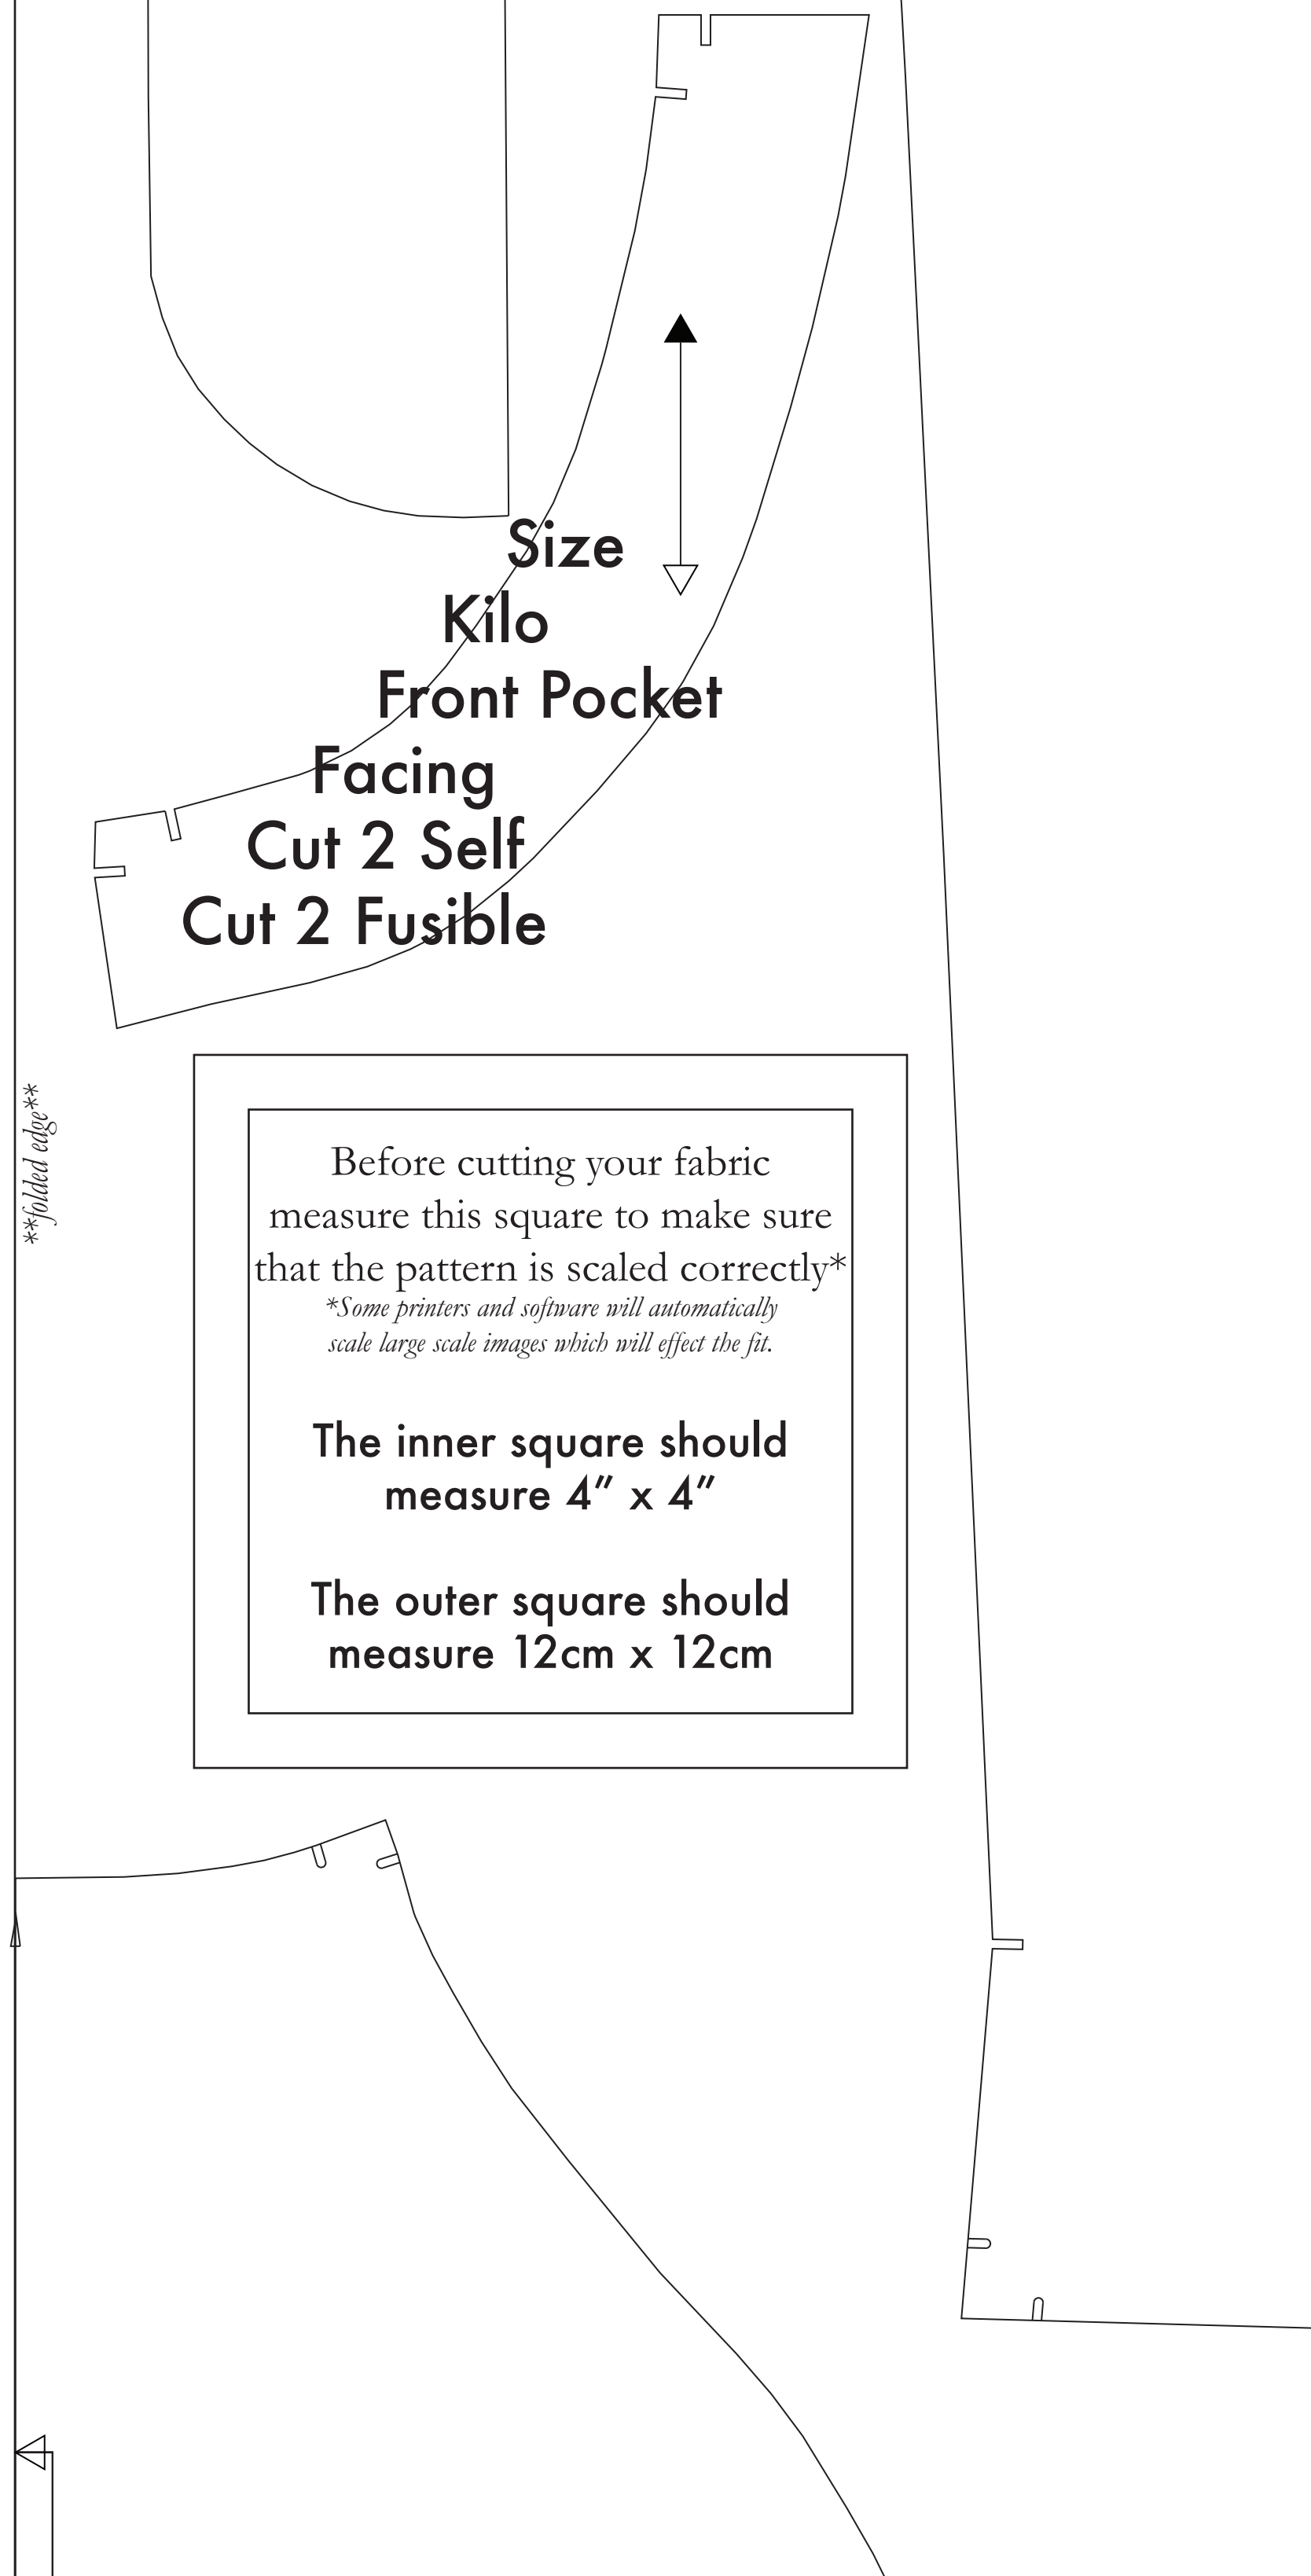 Size
Kilo
Front Pocket
Facing
Cut 2 Self
Cut 2 Fusible
**folded edge**
Before cutting your fabric
measure this square to make sure
that the pattern is scaled correctly*
*Some printers and software will automatically
scale large scale images which will effect the fit.
The inner square should
measure 4” x 4”
The outer square should
measure 12cm x 12cm